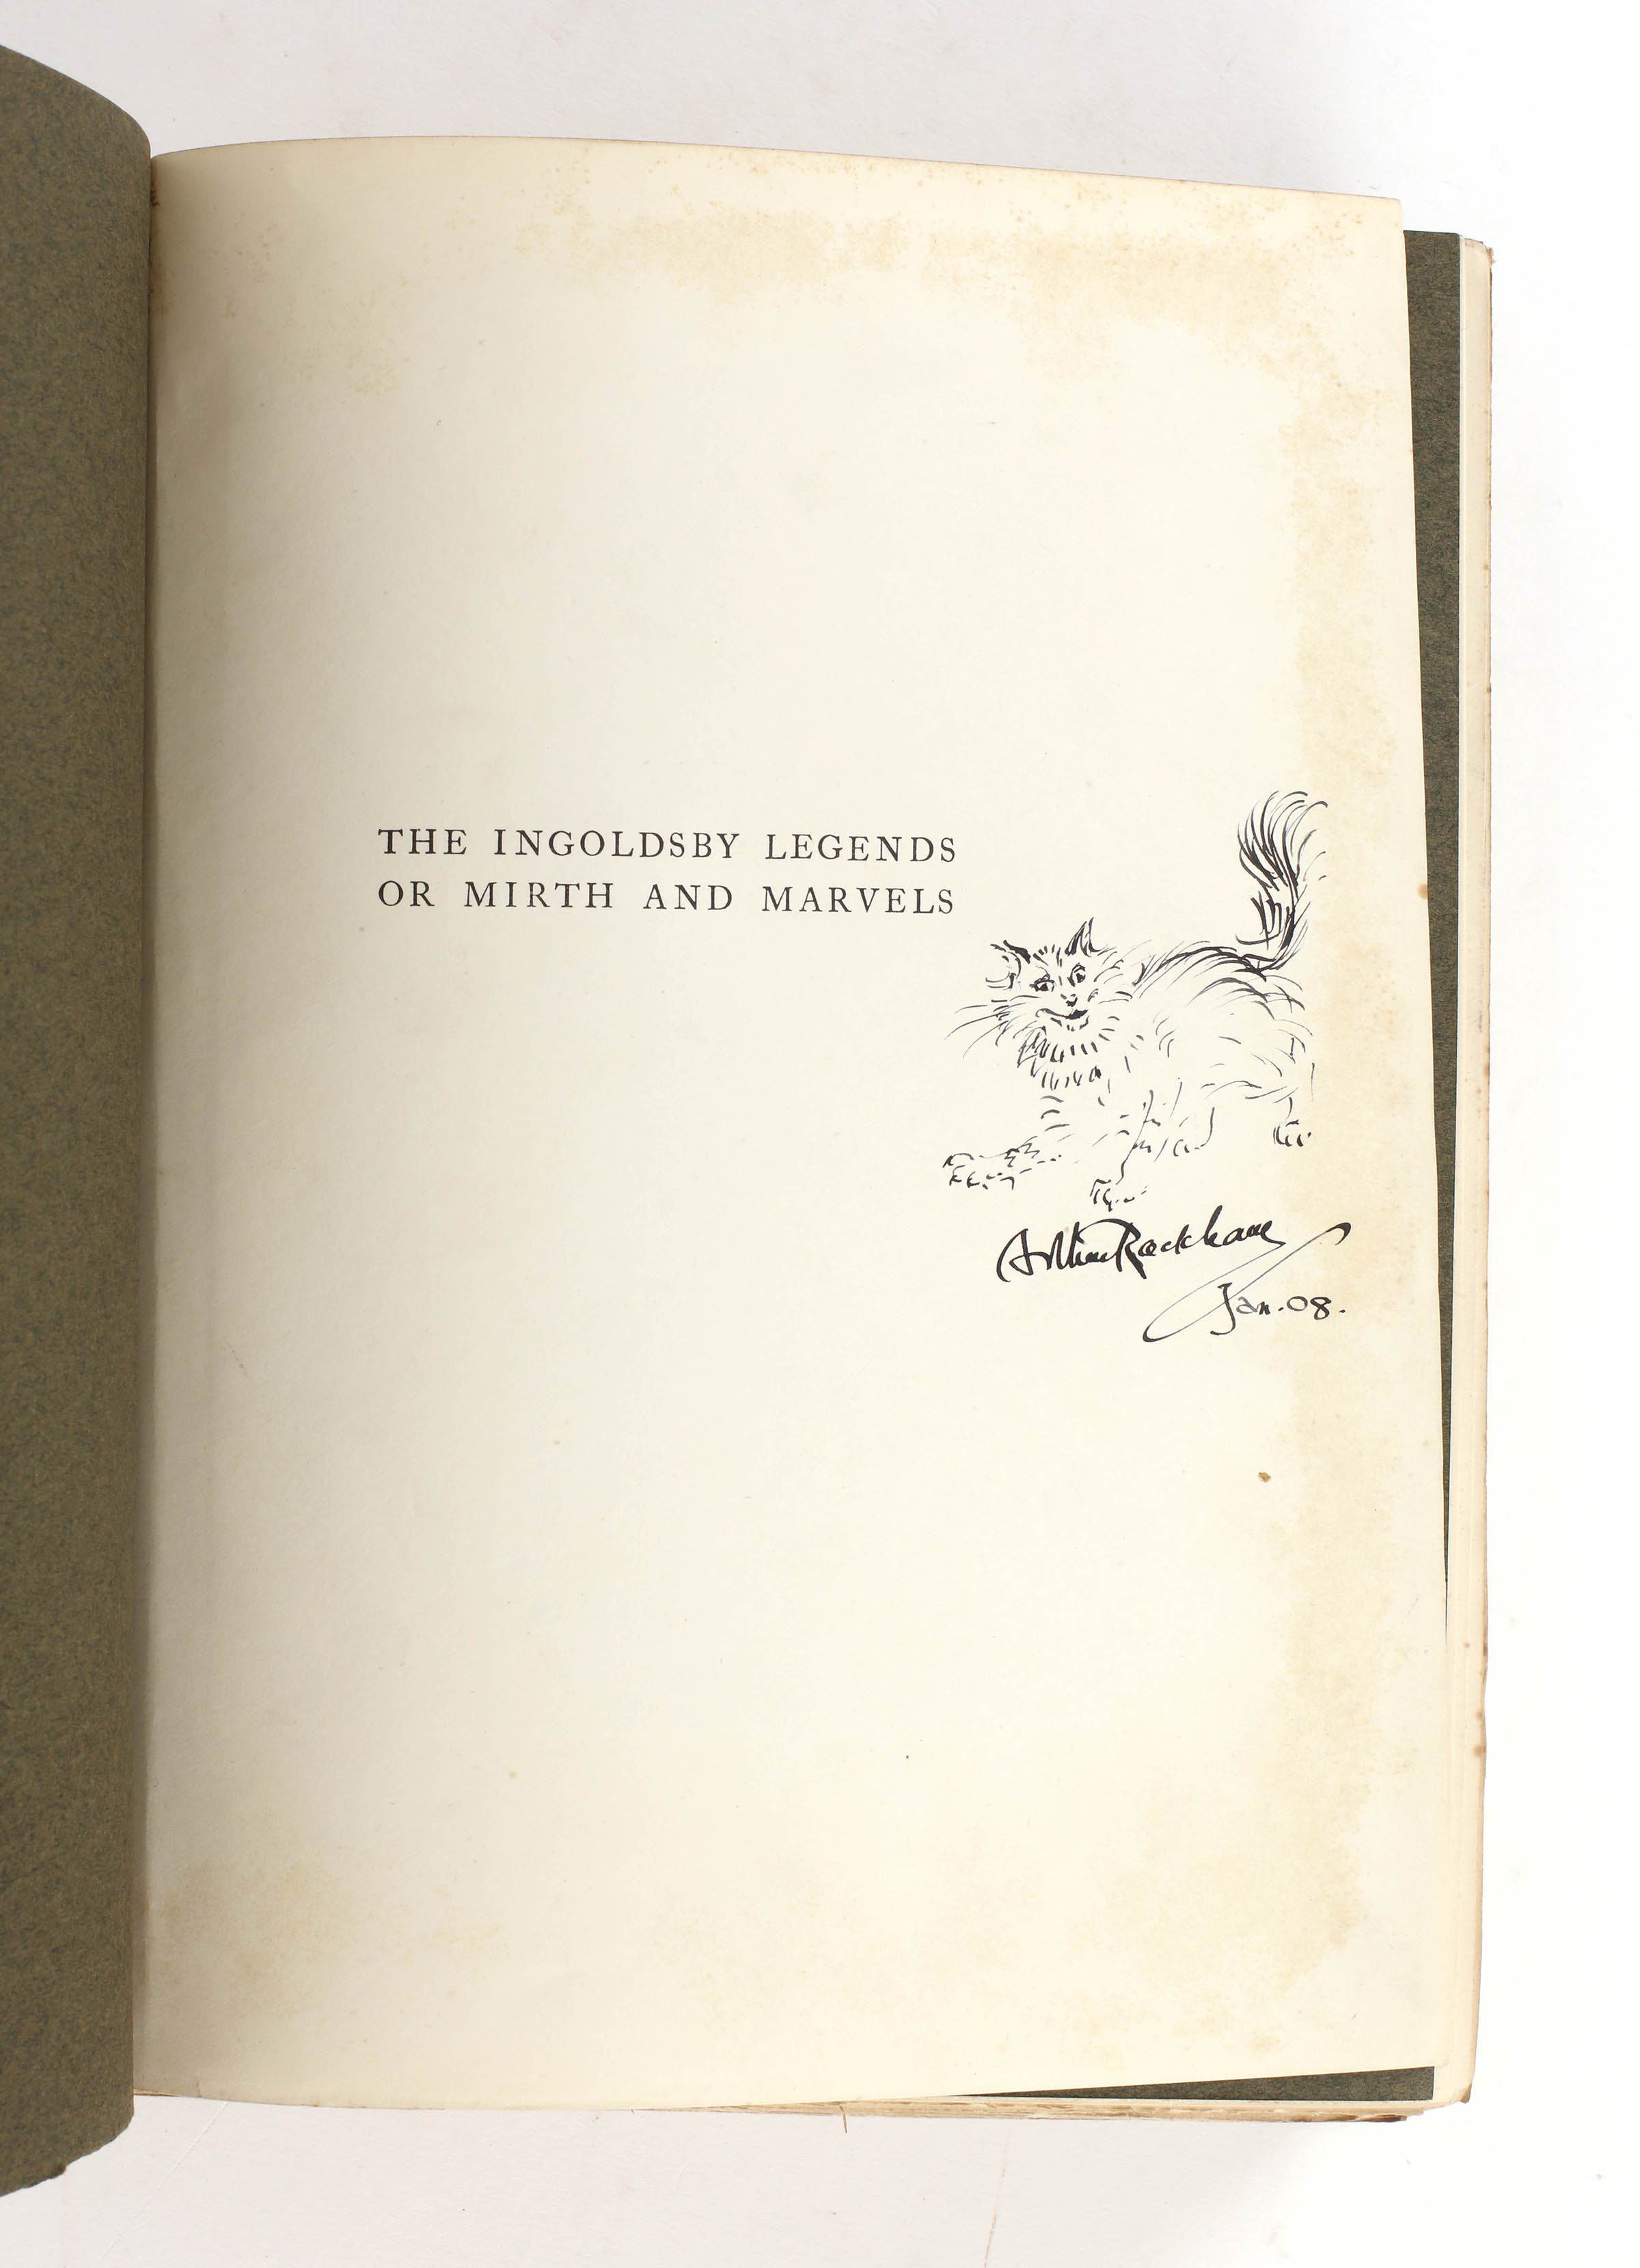 THE INGOLDSBY LEGENDS
OR MIRTH AND MARVELS
Arthur Rackham
Jan. 08.